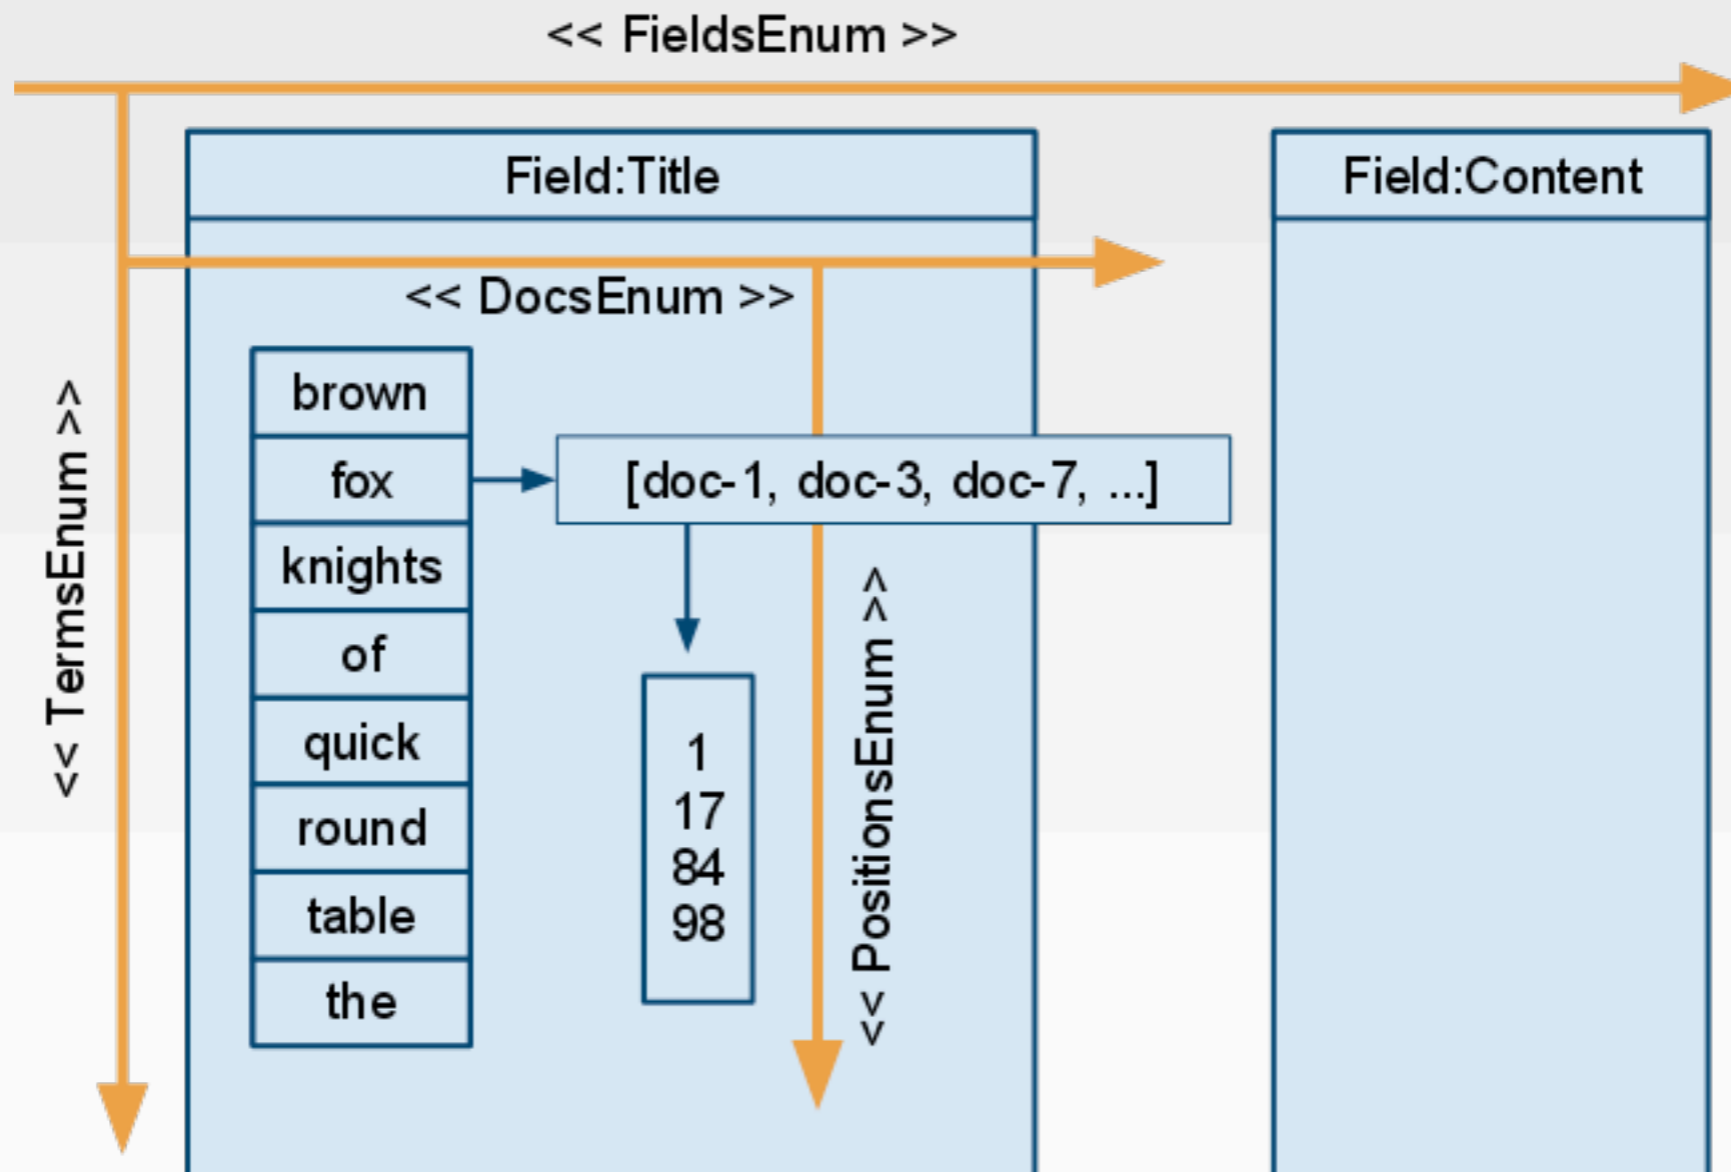 << FieldsEnum >>
Field:Title
Field:Content
<< DocsEnum >>
<< TermsEnum >>
brown
fox
[doc-1, doc-3, doc-7, ...]
knights
of
quick
round
table
the
1
17
84
98
<< PositionsEnum >>